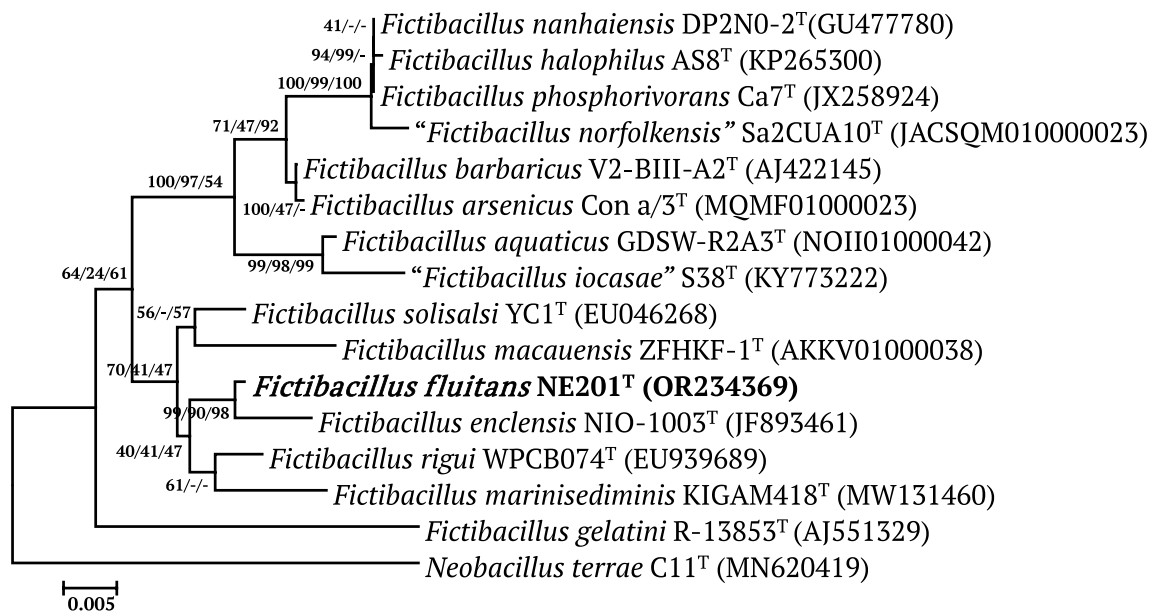 41/-/- Fictibacillus nanhaiensis DP2N0-2ᵀ(GU477780)
94/99/- Fictibacillus halophilus AS8ᵀ (KP265300)
100/99/100 Fictibacillus phosphorivorans Ca7ᵀ (JX258924)
71/47/92 “Fictibacillus norfolkensis” Sa2CUA10ᵀ (JACSQM010000023)
Fictibacillus barbaricus V2-BIII-A2ᵀ (AJ422145)
100/97/54
100/47/- Fictibacillus arsenicus Con a/3ᵀ (MQMF01000023)
Fictibacillus aquaticus GDSW-R2A3ᵀ (NOII01000042)
99/98/99
64/24/61 “Fictibacillus iocasae” S38ᵀ (KY773222)
56/-/57 Fictibacillus solisalsi YC1ᵀ (EU046268)
Fictibacillus macauensis ZFHKF-1ᵀ (AKKV01000038)
70/41/47
Fictibacillus fluitans NE201ᵀ (OR234369)
99/90/98
Fictibacillus enclensis NIO-1003ᵀ (JF893461)
40/41/47
Fictibacillus rigui WPCB074ᵀ (EU939689)
61/-/- Fictibacillus marinisediminis KIGAM418ᵀ (MW131460)
Fictibacillus gelatini R-13853ᵀ (AJ551329)
Neobacillus terrae C11ᵀ (MN620419)
0.005